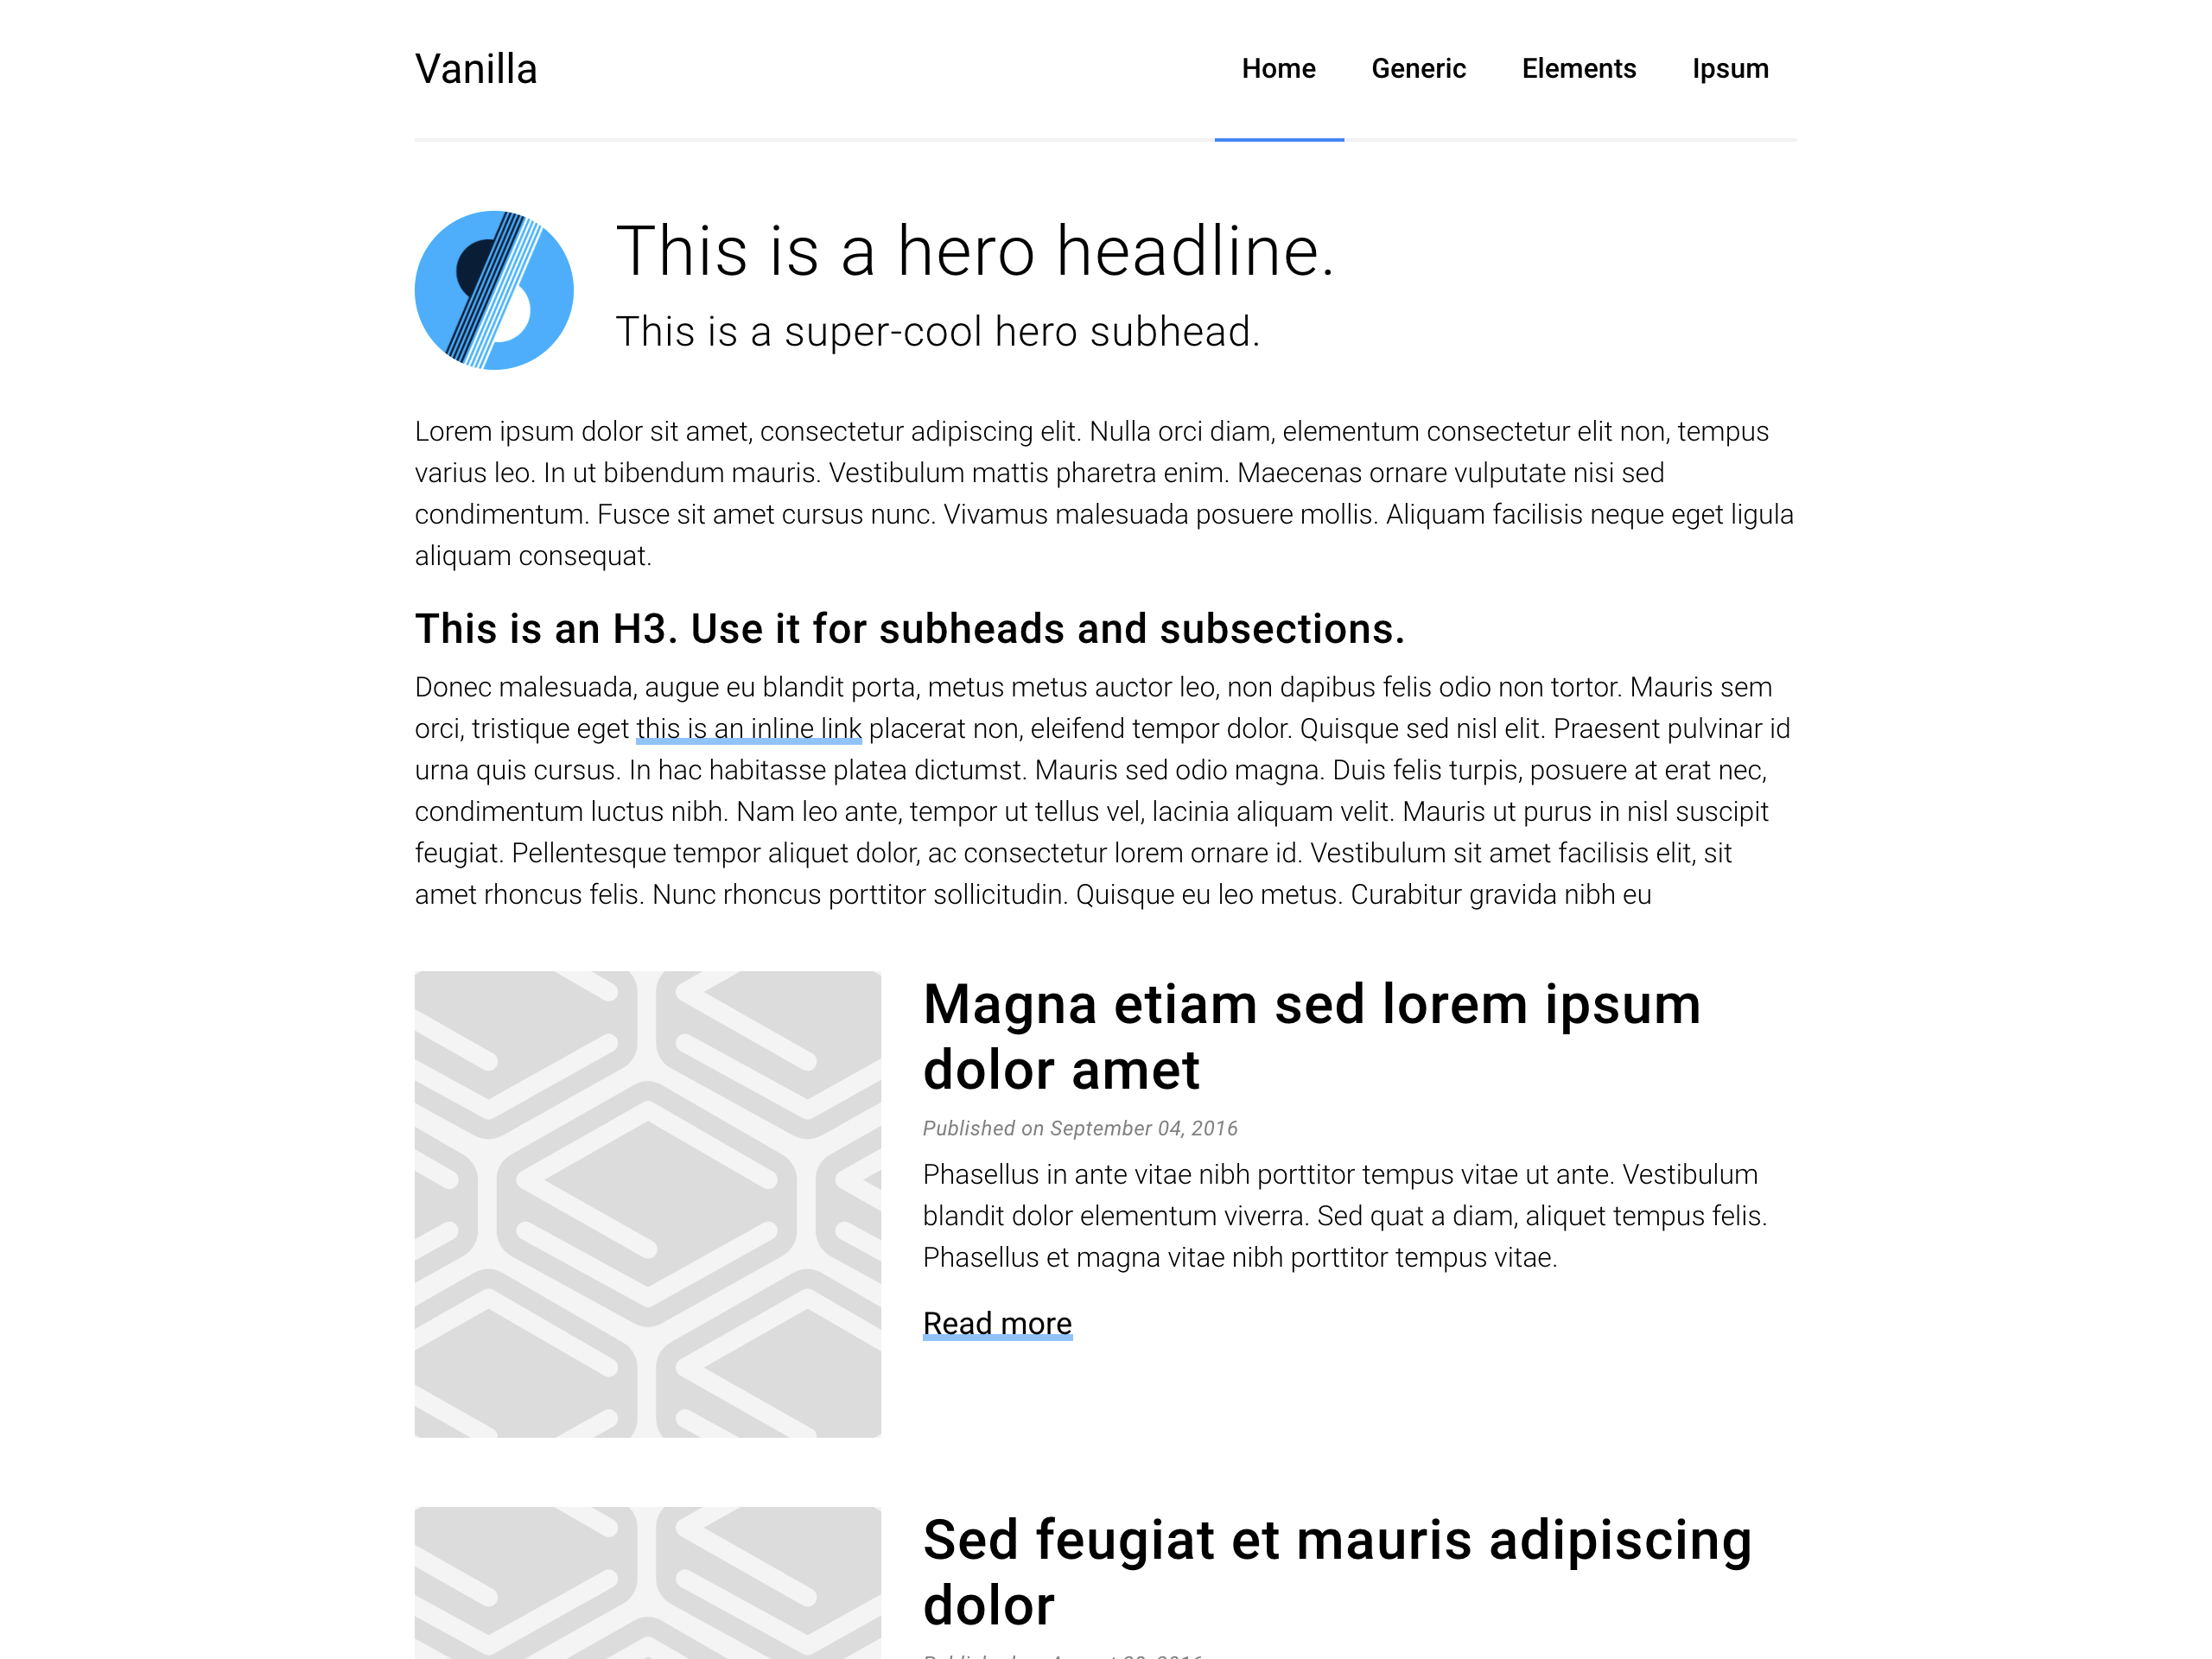 Vanilla
Home Generic Elements Ipsum
This is a hero headline.
This is a super-cool hero subhead.
Lorem ipsum dolor sit amet, consectetur adipiscing elit. Nulla orci diam, elementum consectetur elit non, tempus
varius leo. In ut bibendum mauris. Vestibulum mattis pharetra enim. Maecenas ornare vulputate nisi sed
condimentum. Fusce sit amet cursus nunc. Vivamus malesuada posuere mollis. Aliquam facilisis neque eget ligula
aliquam consequat.
This is an H3. Use it for subheads and subsections.
Donec malesuada, augue eu blandit porta, metus metus auctor leo, non dapibus felis odio non tortor. Mauris sem
orci, tristique eget this is an inline link placerat non, eleifend tempor dolor. Quisque sed nisl elit. Praesent pulvinar id
urna quis cursus. In hac habitasse platea dictumst. Mauris sed odio magna. Duis felis turpis, posuere at erat nec,
condimentum luctus nibh. Nam leo ante, tempor ut tellus vel, lacinia aliquam velit. Mauris ut purus in nisl suscipit
feugiat. Pellentesque tempor aliquet dolor, ac consectetur lorem ornare id. Vestibulum sit amet facilisis elit, sit
amet rhoncus felis. Nunc rhoncus porttitor sollicitudin. Quisque eu leo metus. Curabitur gravida nibh eu
Magna etiam sed lorem ipsum
dolor amet
Published on September 04, 2016
Phasellus in ante vitae nibh porttitor tempus vitae ut ante. Vestibulum
blandit dolor elementum viverra. Sed quat a diam, aliquet tempus felis.
Phasellus et magna vitae nibh porttitor tempus vitae.
Read more
Sed feugiat et mauris adipiscing
dolor